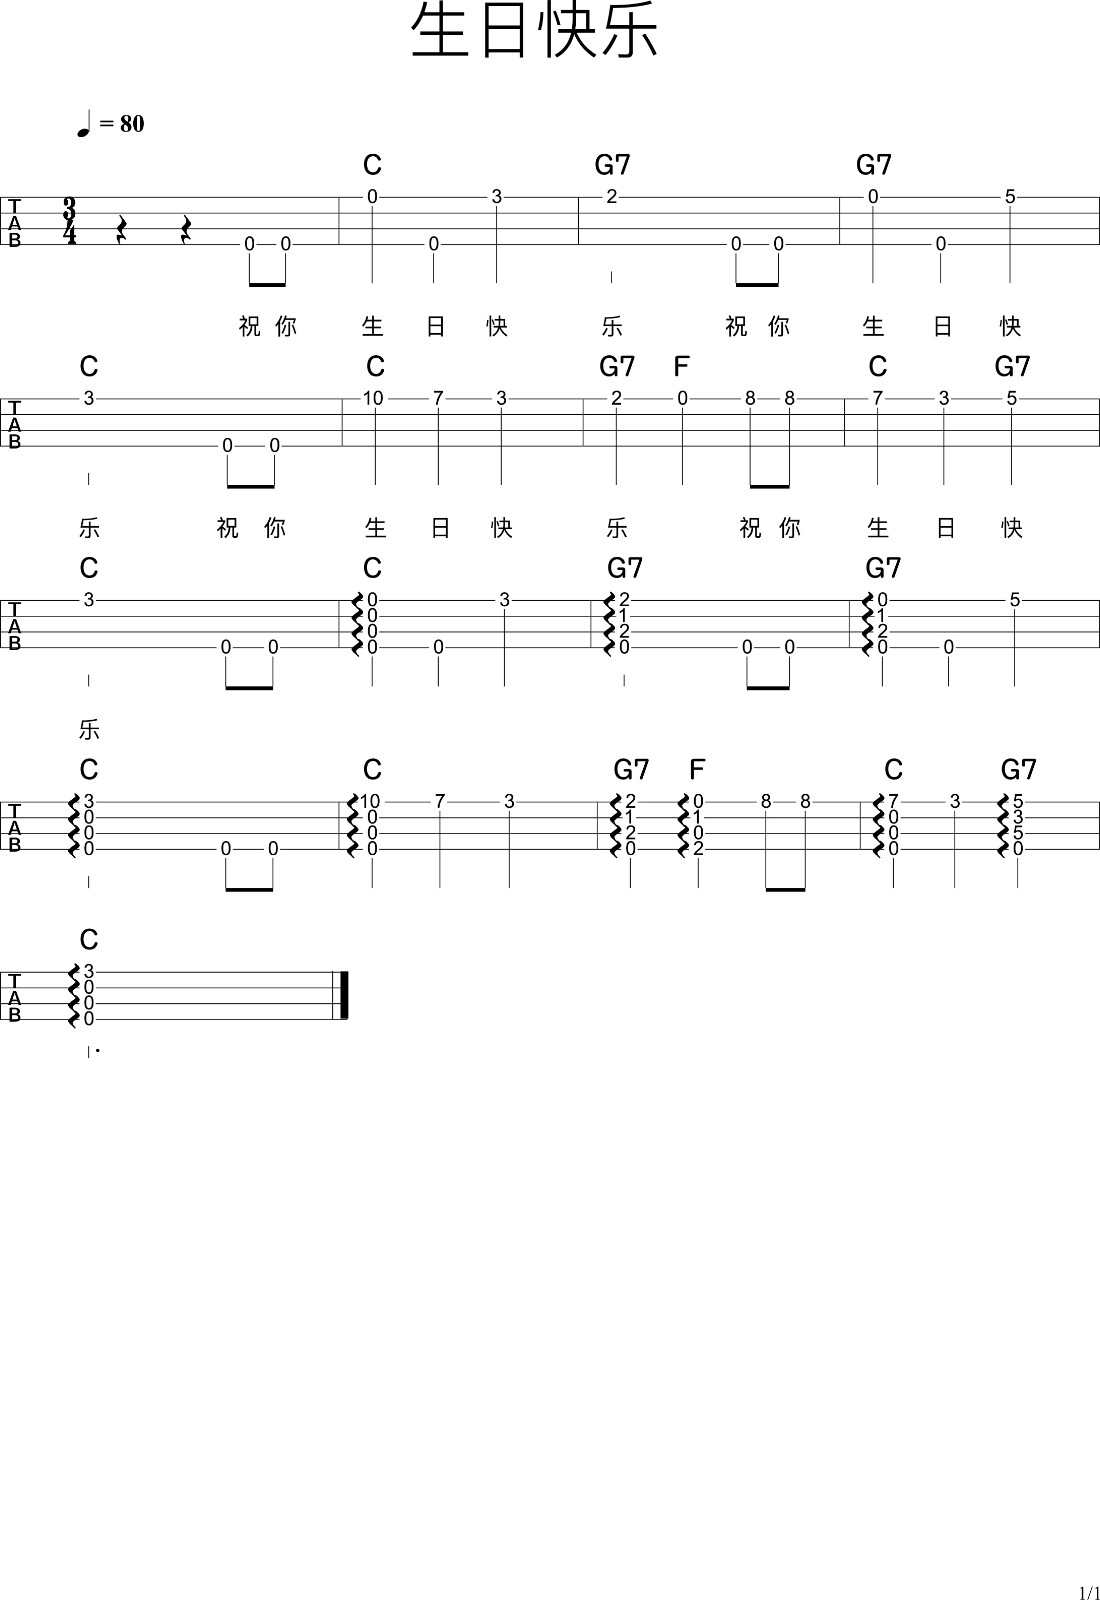 生日快乐
= 80
C G7 G7
T A B 3 4 0 0 0 0 3 2 0 0 0 0 5
祝 你 生 日 快 乐 祝 你 生 日 快
C C G7 F C G7
T A B 3 0 0 10 7 3 2 0 8 8 7 3 5
乐 祝 你 生 日 快 乐 祝 你 生 日 快
C C G7 G7
T A B 3 0 0 0 0 0 0 0 3 2 1 2 0 0 0 0 1 2 0 0 5
乐
C C G7 F C G7
T A B 3 0 0 0 0 0 10 0 0 0 7 3 2 1 2 0 0 1 0 2 8 8 7 0 0 0 3 5 3 5 0
C
T A B 3 0 0 0
1/1